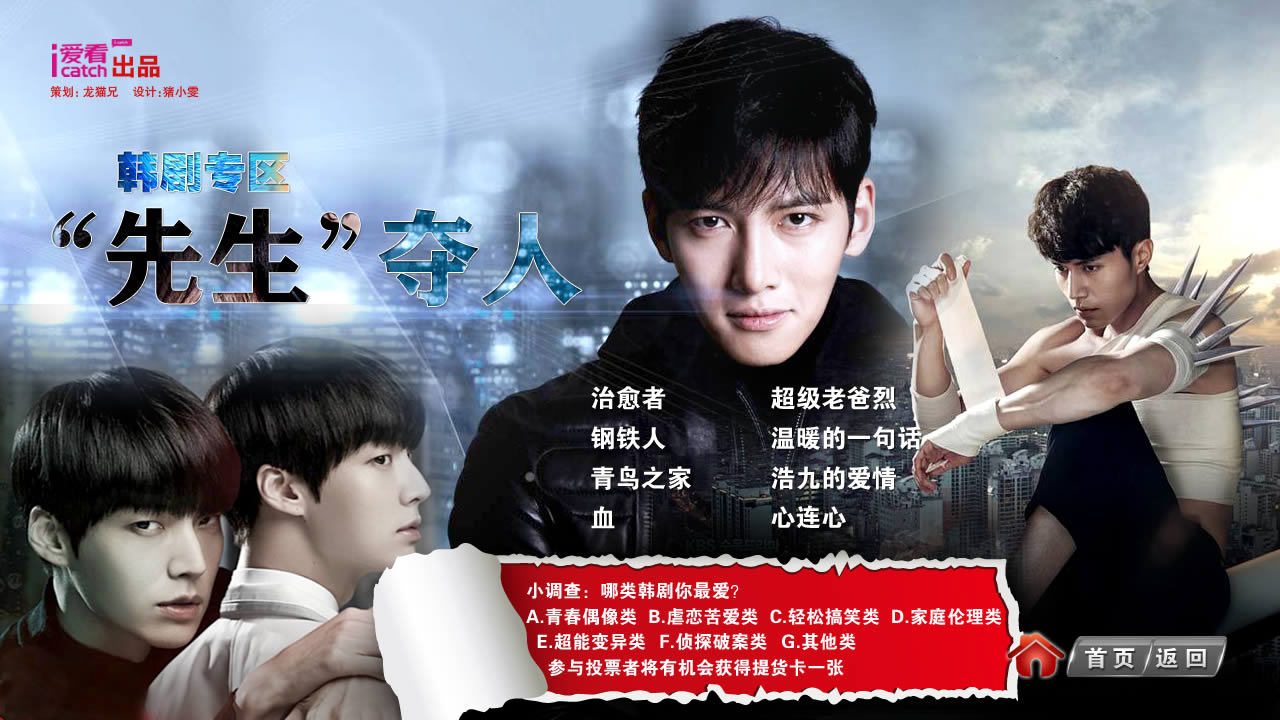 i爱看
catch 出品
策划：龙猫兄 设计:猪小雯
韩剧专区
“先生”夺人
治愈者 超级老爸烈
钢铁人 温暖的一句话
青鸟之家 浩九的爱情
血 心连心
小调查：哪类韩剧你最爱?
A.青春偶像类 B.虐恋苦爱类 C.轻松搞笑类 D.家庭伦理类
E.超能变异类 F.侦探破案类 G.其他类
参与投票者将有机会获得提货卡一张
首页 返回